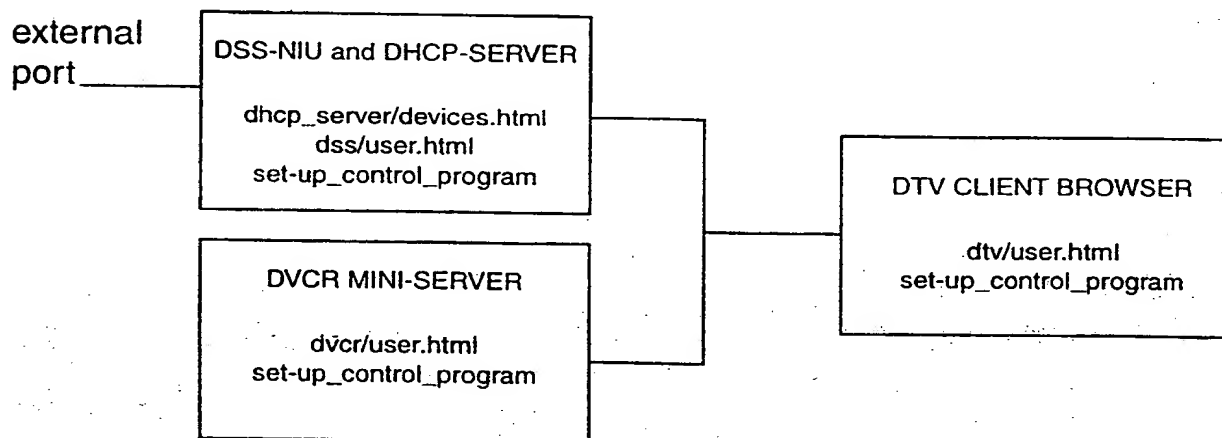 external
port
DSS-NIU and DHCP-SERVER
dhcp_server/devices.html
dss/user.html
set-up_control_program
DVCR MINI-SERVER
dvcr/user.html
set-up_control_program
DTV CLIENT BROWSER
dtv/user.html
set-up_control_program